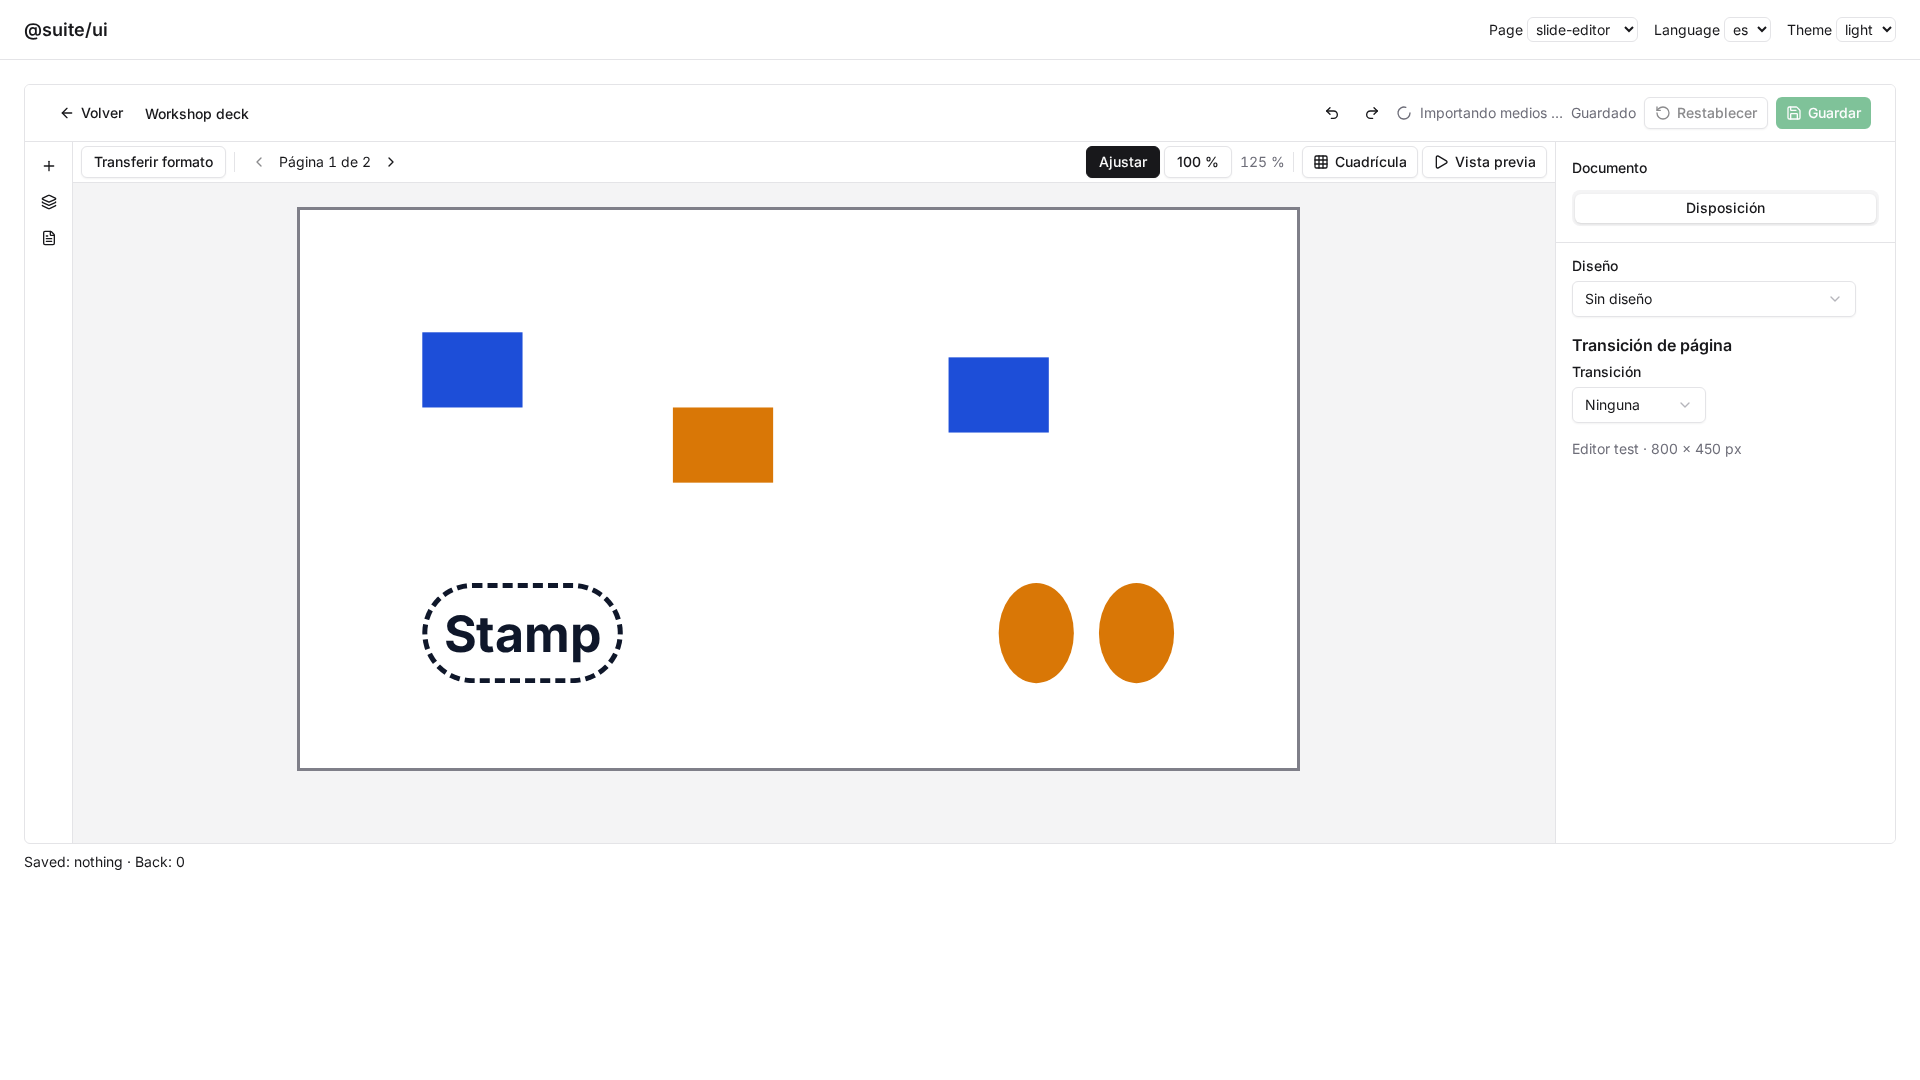 @suite/ui
Page slide-editor Language es Theme light
Volver Workshop deck
Importando medios ... Guardado Restablecer Guardar
Transferir formato Página 1 de 2 Ajustar 100 % 125 % Cuadrícula Vista previa
Documento
Disposición
Diseño
Sin diseño
Transición de página
Transición
Ninguna
Editor test · 800 × 450 px
Stamp
Saved: nothing · Back: 0